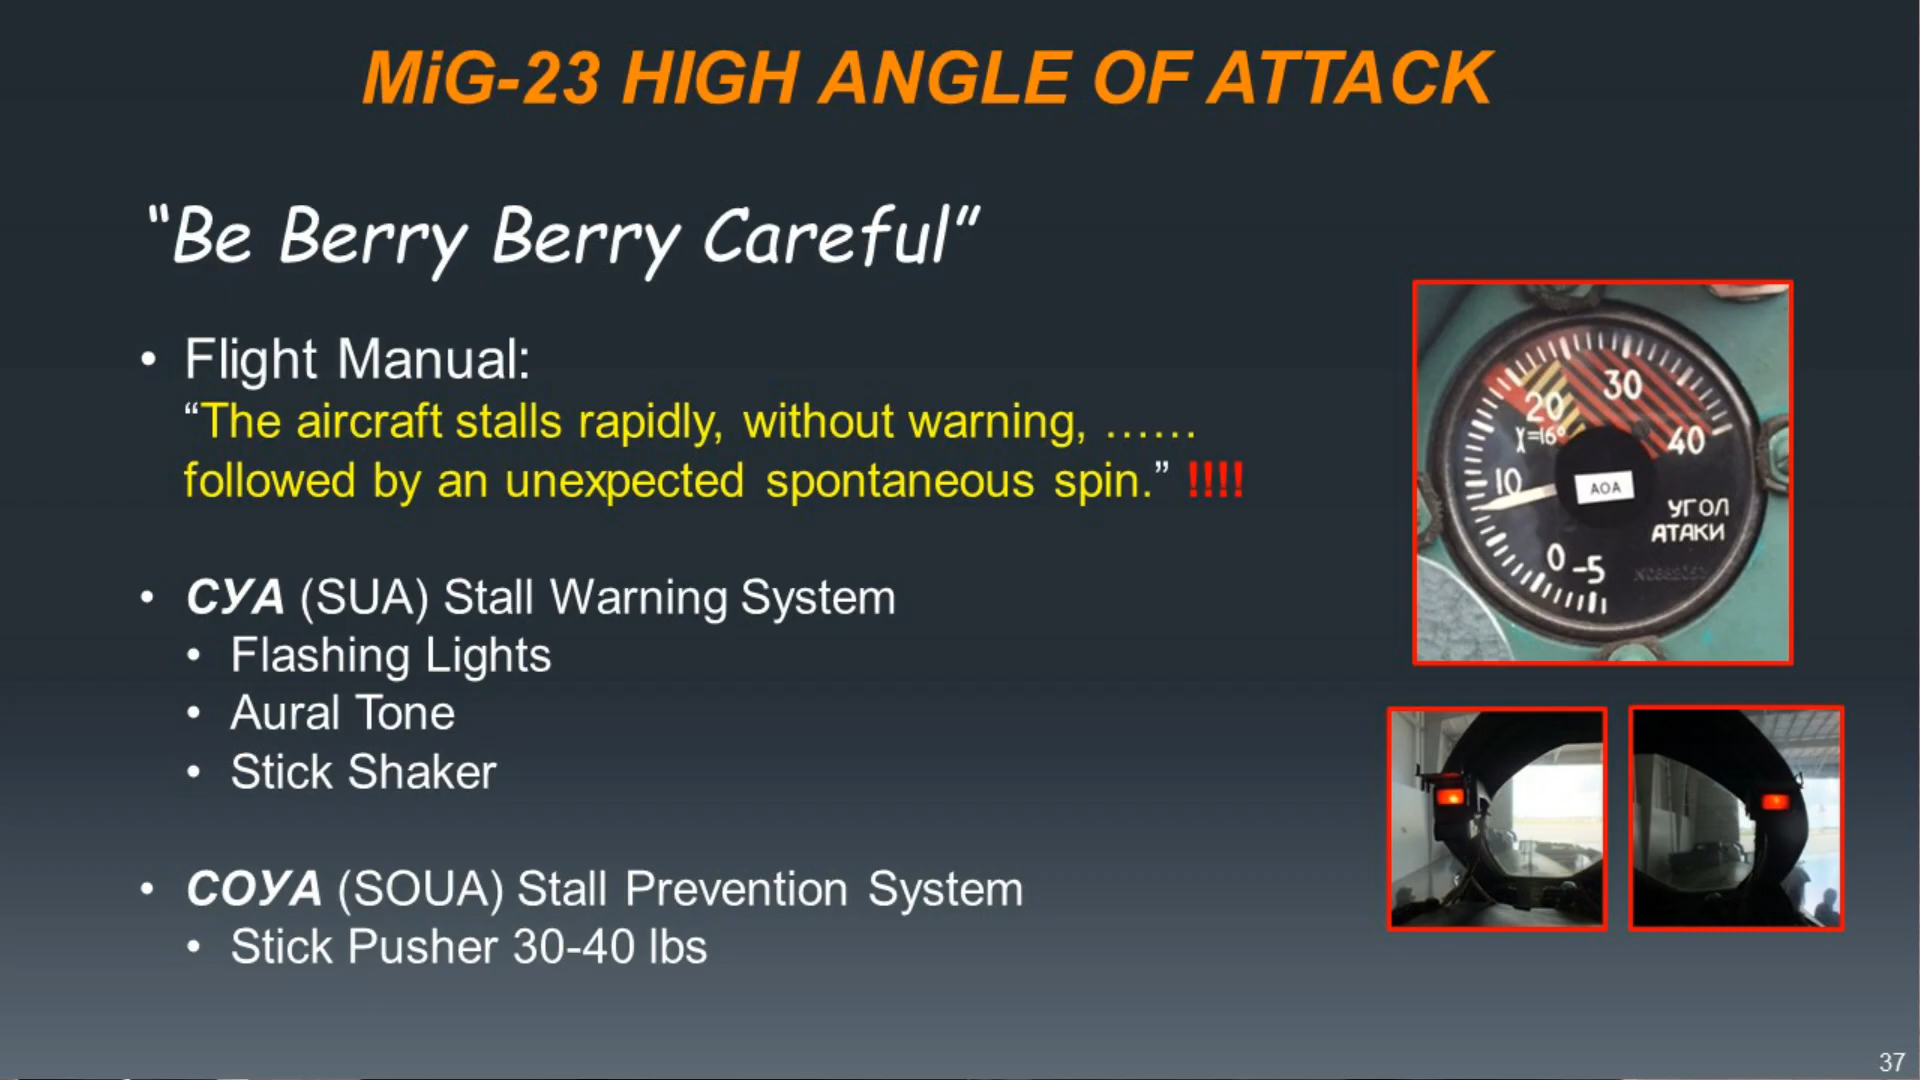 MiG-23 HIGH ANGLE OF ATTACK
“Be Berry Berry Careful”
• Flight Manual:
“The aircraft stalls rapidly, without warning, ……
followed by an unexpected spontaneous spin.” !!!!
• СУА (SUA) Stall Warning System
• Flashing Lights
• Aural Tone
• Stick Shaker
• СОУА (SOUA) Stall Prevention System
• Stick Pusher 30-40 lbs
30
20
χ=16°
40
10
AOA
УГОЛ
АТАКИ
0
-5
37